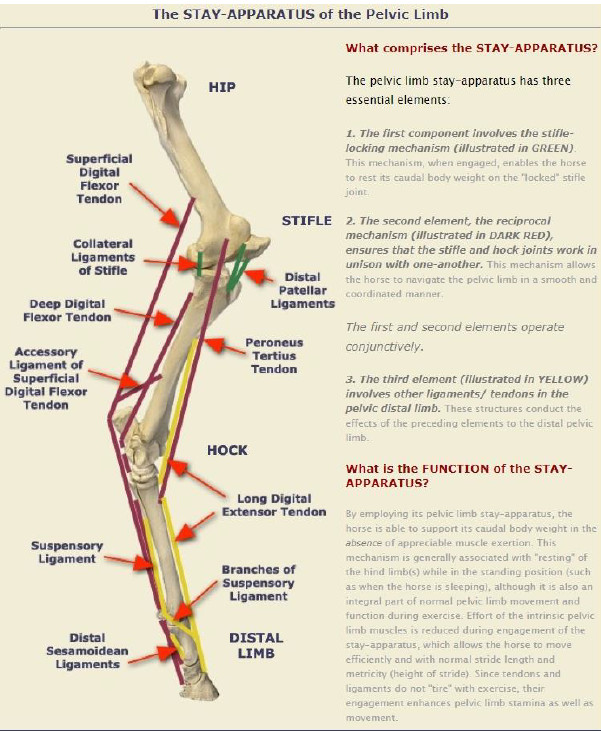 The STAY-APPARATUS of the Pelvic Limb
HIP
Superficial
Digital
Flexor
Tendon
STIFLE
Collateral
Ligaments
of Stifle
Distal
Patellar
Ligaments
Deep Digital
Flexor Tendon
Peroneus
Tertius
Tendon
Accessory
Ligament of
Superficial
Digital Flexor
Tendon
HOCK
Long Digital
Extensor Tendon
Suspensory
Ligament
Branches of
Suspensory
Ligament
Distal
Sesamoidean
Ligaments
DISTAL
LIMB
What comprises the STAY-APPARATUS?
The pelvic limb stay-apparatus has three
essential elements:
1. The first component involves the stifle-
locking mechanism (illustrated in GREEN).
This mechanism, when engaged, enables the horse
to rest its caudal body weight on the "locked" stifle
joint.
2. The second element, the reciprocal
mechanism (illustrated in DARK RED),
ensures that the stifle and hock joints work in
unison with one-another. This mechanism allows
the horse to navigate the pelvic limb in a smooth and
coordinated manner.
The first and second elements operate
conjunctively.
3. The third element (illustrated in YELLOW)
involves other ligaments/ tendons in the
pelvic distal limb. These structures conduct the
effects of the preceding elements to the distal pelvic
limb.
What is the FUNCTION of the STAY-
APPARATUS?
By employing its pelvic limb stay-apparatus, the
horse is able to support its caudal body weight in the
absence of appreciable muscle exertion. This
mechanism is generally associated with "resting" of
the hind limb(s) while in the standing position (such
as when the horse is sleeping), although it is also an
integral part of normal pelvic limb movement and
function during exercise. Effort of the intrinsic pelvic
limb muscles is reduced during engagement of the
stay-apparatus, which allows the horse to move
efficiently and with normal stride length and
metricity (height of stride). Since tendons and
ligaments do not "tire" with exercise, their
engagement enhances pelvic limb stamina as well as
movement.